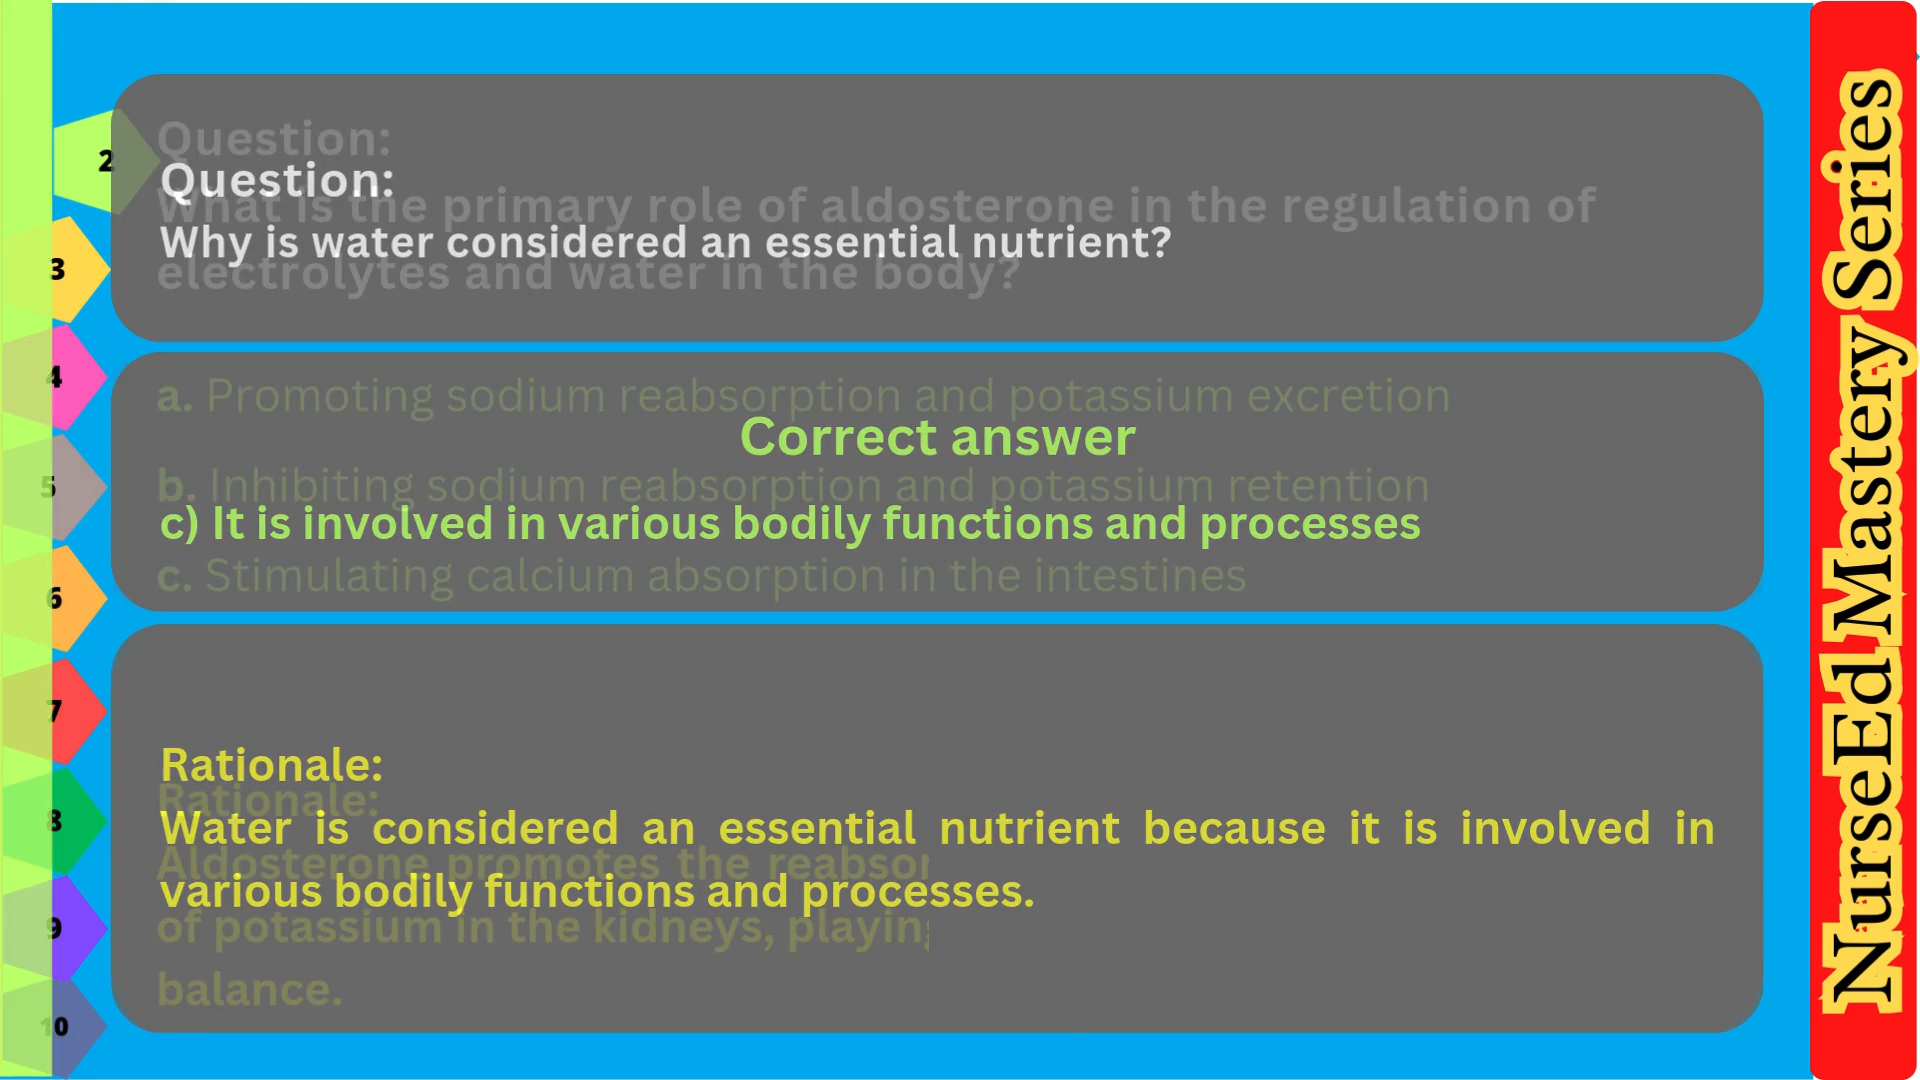 Question:
Question:
What is the primary role of aldosterone in the regulation of
Why is water considered an essential nutrient?
electrolytes and water in the body?
a. Promoting sodium reabsorption and potassium excretion
Correct answer
b. Inhibiting sodium reabsorption and potassium retention
c) It is involved in various bodily functions and processes
c. Stimulating calcium absorption in the intestines
Rationale:
Rationale:
Water is considered an essential nutrient because it is involved in
Aldosterone promotes the
various bodily functions and processes.
of potassium in the kidneys,
balance.
2
3
4
5
6
7
8
9
10
NurseEd Mastery Series